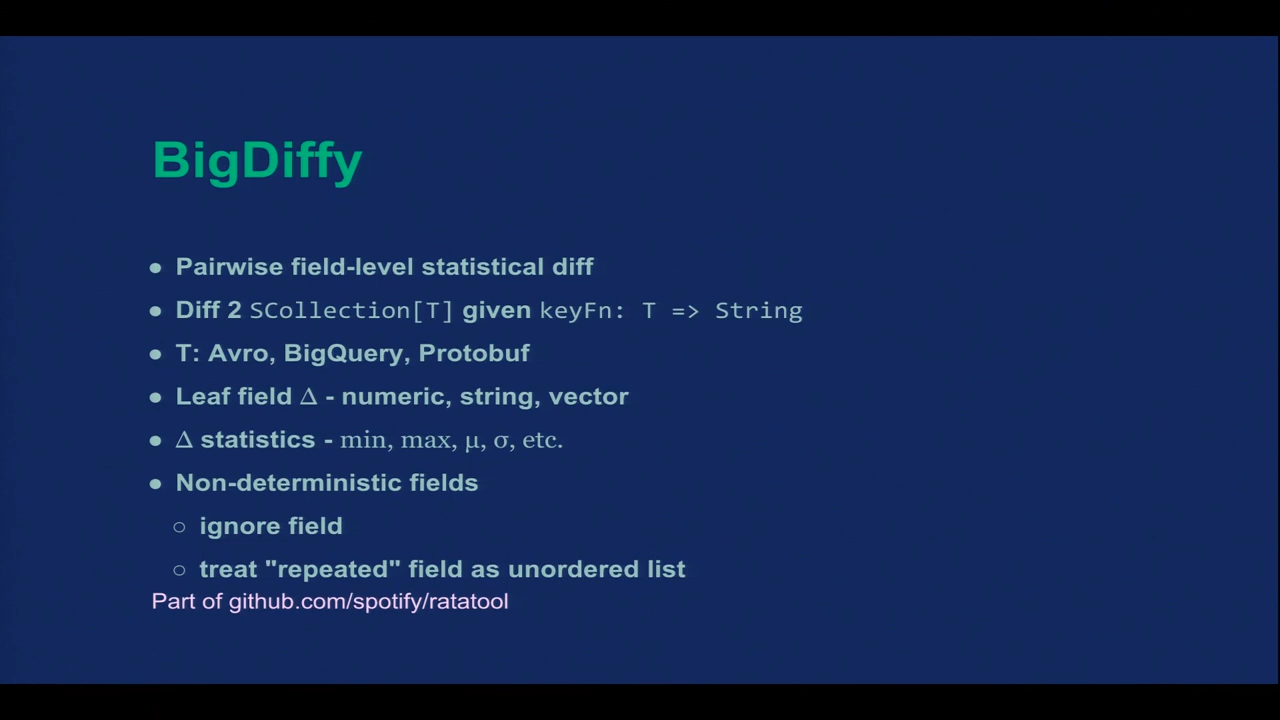 BigDiffy
● Pairwise field-level statistical diff
● Diff 2 SCollection[T] given keyFn: T => String
● T: Avro, BigQuery, Protobuf
● Leaf field Δ - numeric, string, vector
● Δ statistics - min, max, μ, σ, etc.
● Non-deterministic fields
○ ignore field
○ treat "repeated" field as unordered list
Part of github.com/spotify/ratatool